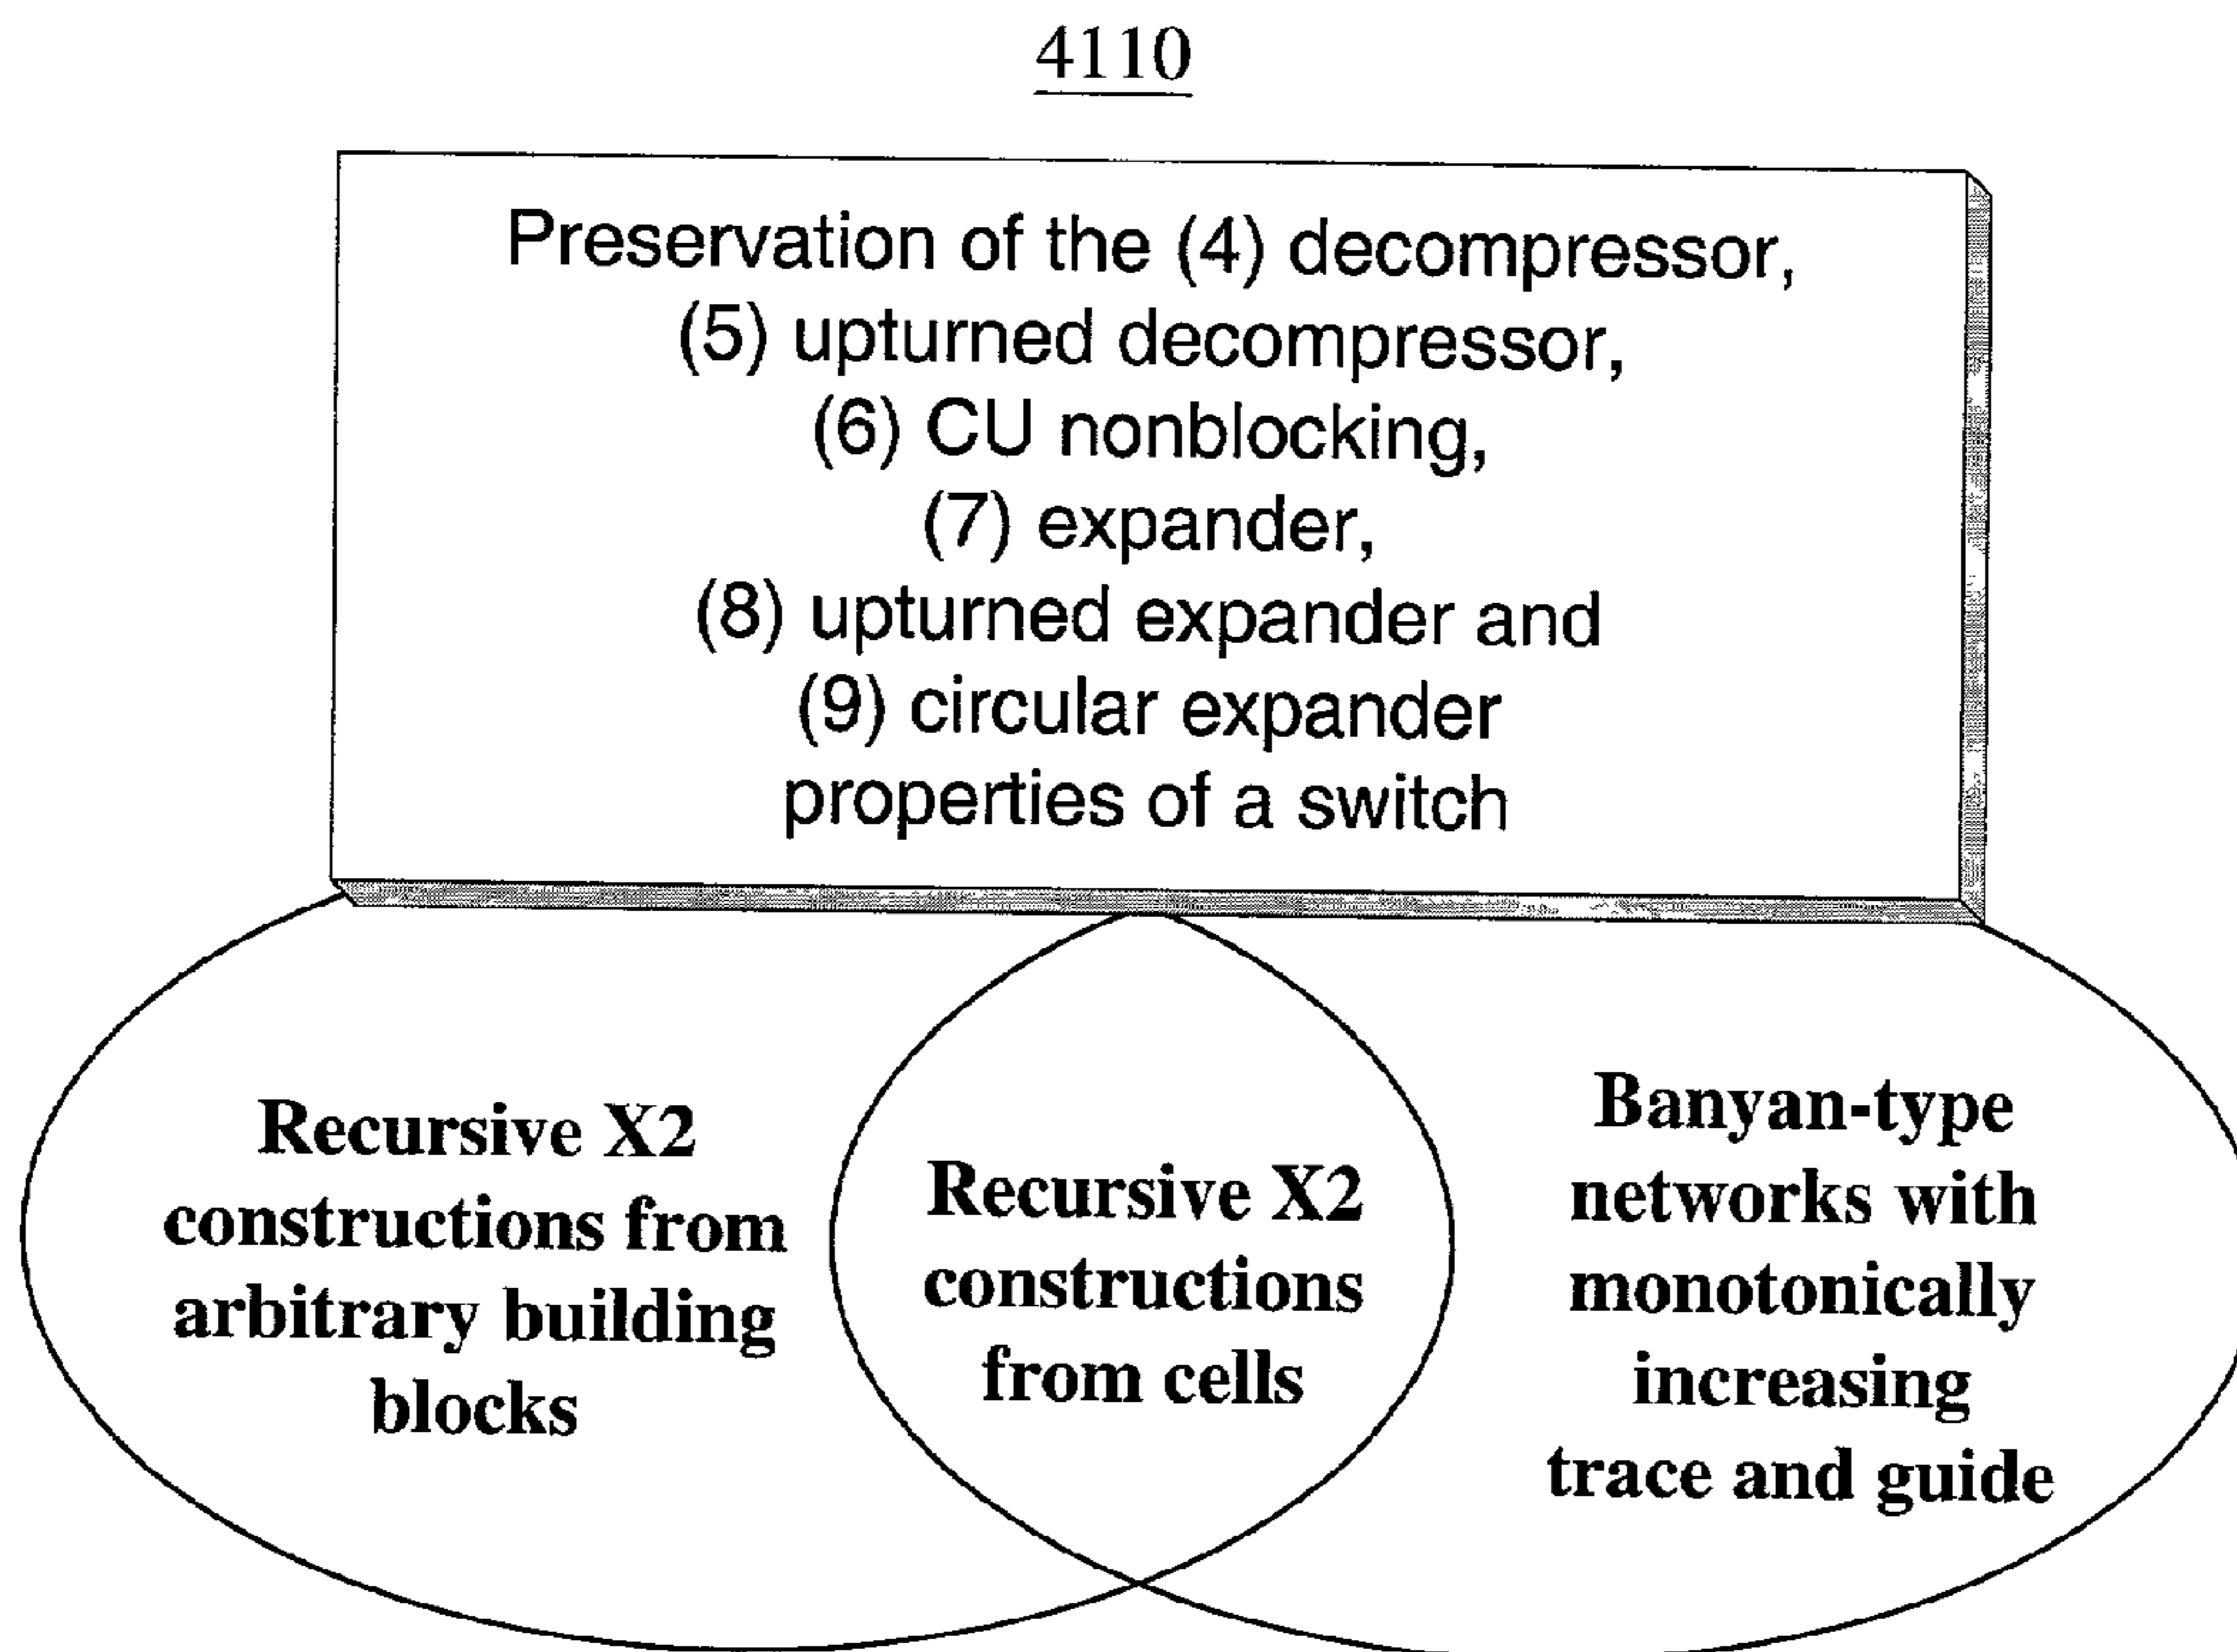 4110
Preservation of the (4) decompressor,
(5) upturned decompressor,
(6) CU nonblocking,
(7) expander,
(8) upturned expander and
(9) circular expander
properties of a switch
Recursive X2
constructions from
arbitrary building
blocks
Recursive X2
constructions
from cells
Banyan-type
networks with
monotonically
increasing
trace and guide